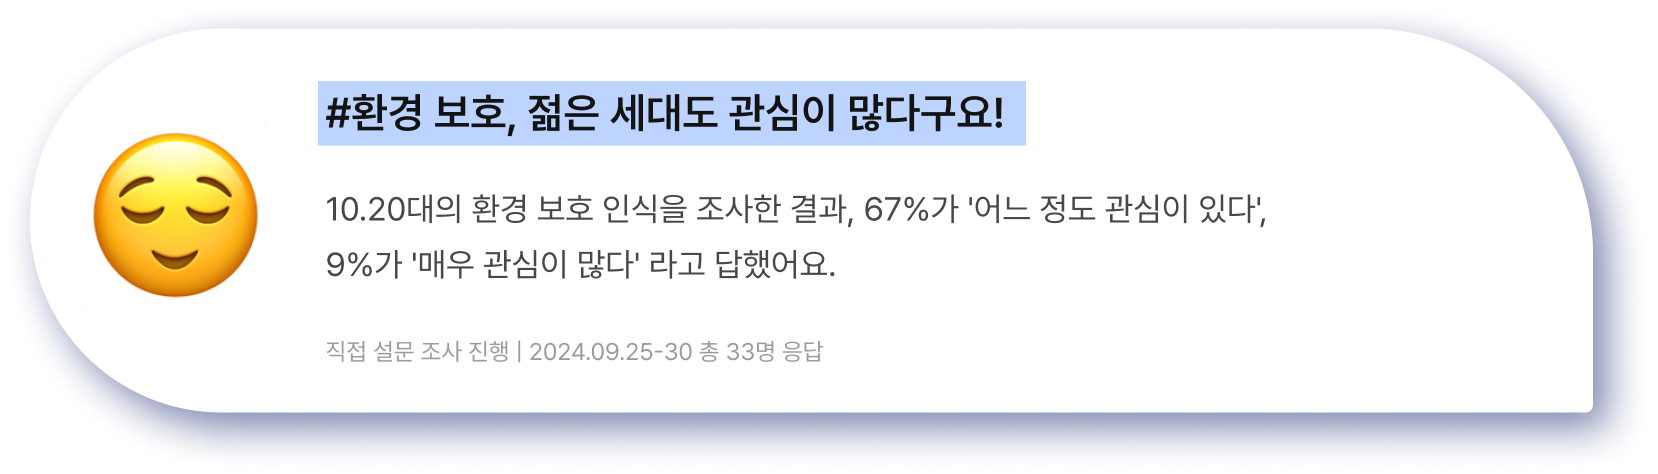 #환경 보호, 젊은 세대도 관심이 많다구요!
10.20대의 환경 보호 인식을 조사한 결과, 67%가 '어느 정도 관심이 있다',
9%가 '매우 관심이 많다' 라고 답했어요.
직접 설문 조사 진행 | 2024.09.25-30 총 33명 응답